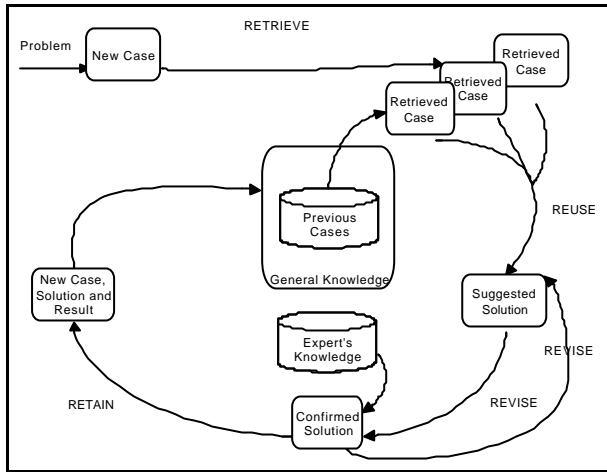 RETRIEVE
Problem
New Case
Retrieved
Case
Retrieved
Case
Retrieved
Case
REUSE
Previous
Cases
General Knowledge
New Case,
Solution and
Result
Suggested
Solution
Expert's
Knowledge
REVISE
REVISE
RETAIN
Confirmed
Solution